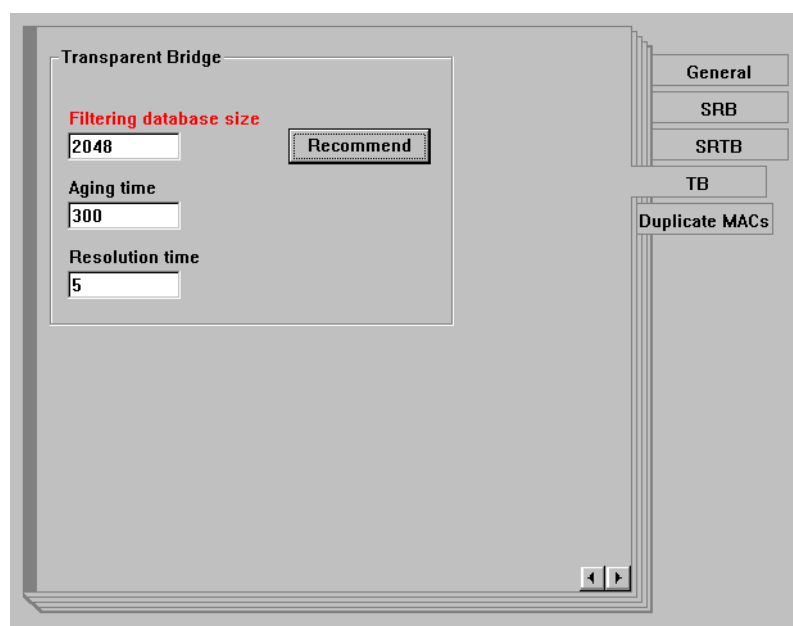 Transparent Bridge
Filtering database size
2048
Recommend
Aging time
300
Resolution time
5
General
SRB
SRTB
TB
Duplicate MACs